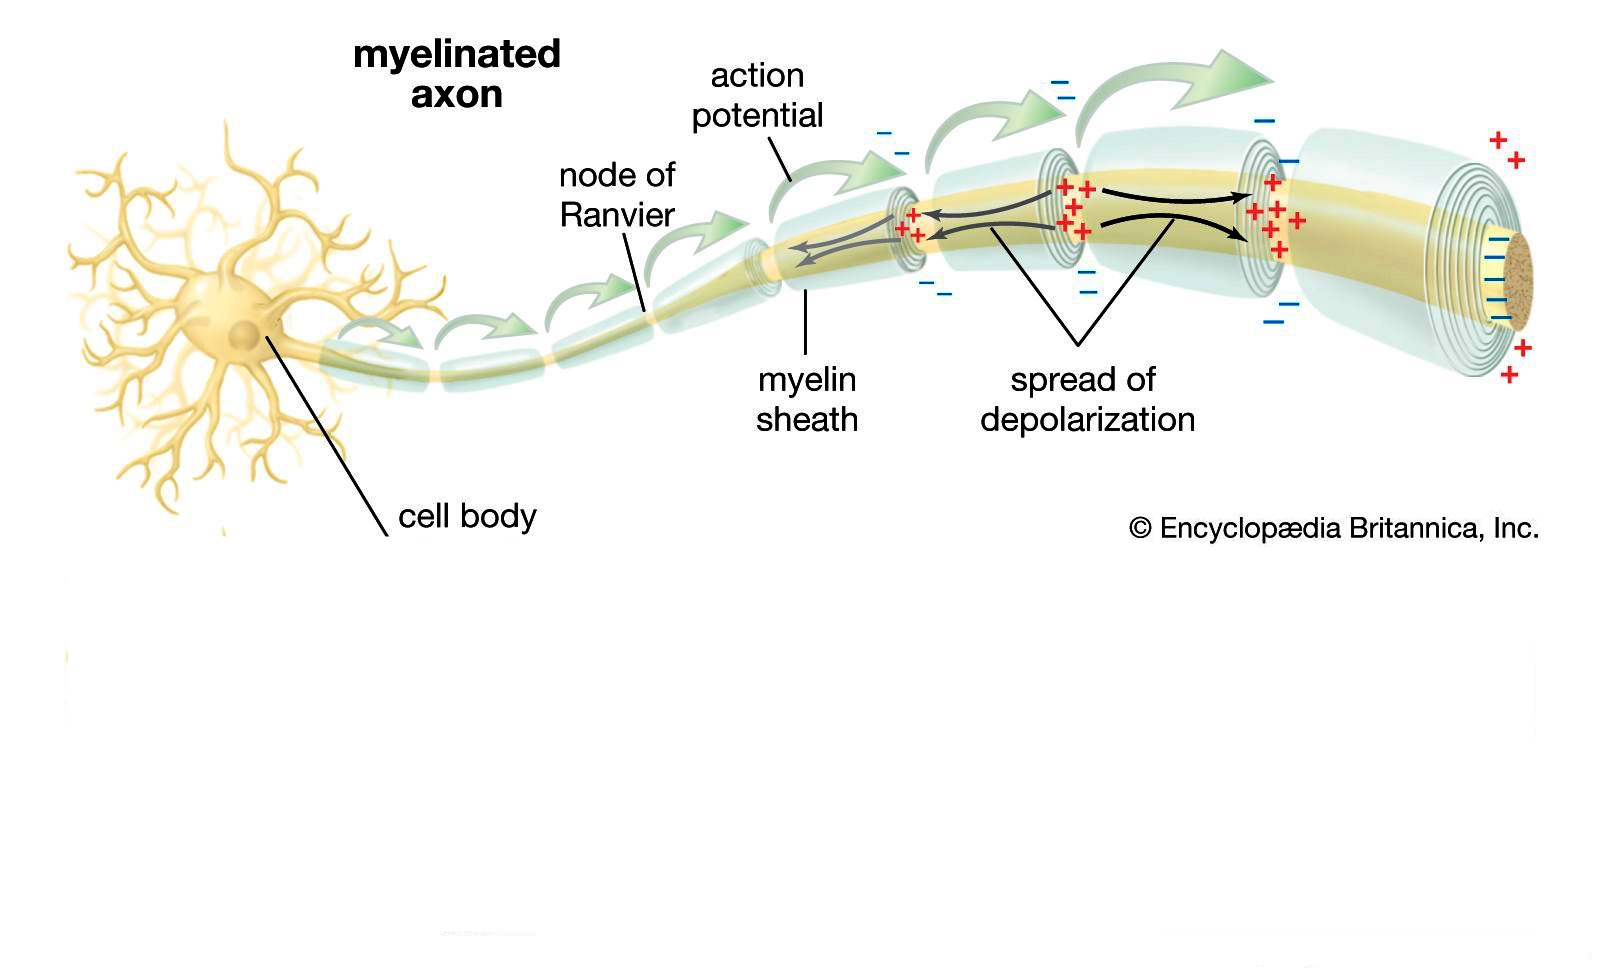 myelinated
axon
action
potential
node of
Ranvier
myelin
sheath
spread of
depolarization
cell body
© Encyclopædia Britannica, Inc.